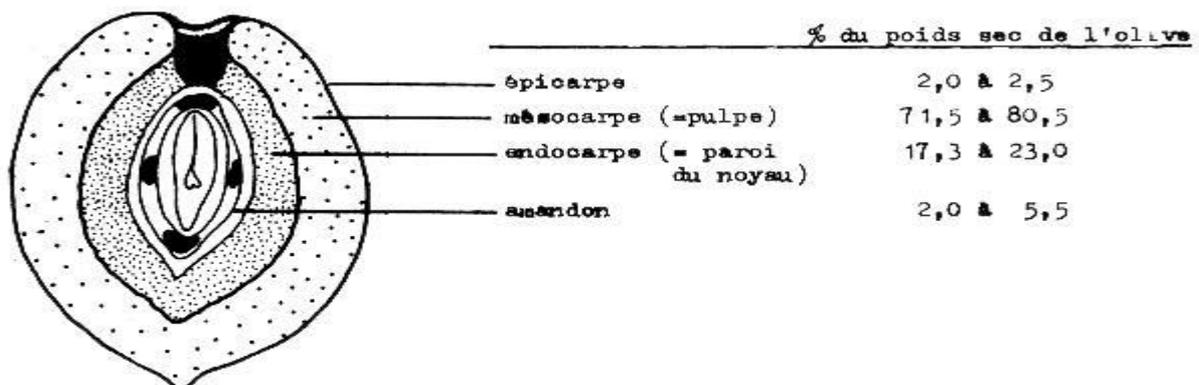 % du poids sec de l'olive
épicarpe 2,0 à 2,5
mésocarpe (=pulpe) 71,5 à 80,5
endocarpe (= paroi 17,3 à 23,0
du noyau)
amandon 2,0 à 5,5